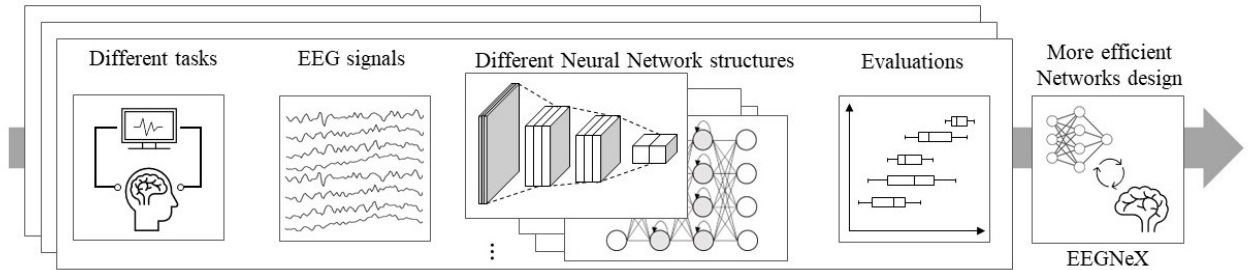 Different tasks
EEG signals
Different Neural Network structures
Evaluations
More efficient
Networks design
EEGNeX